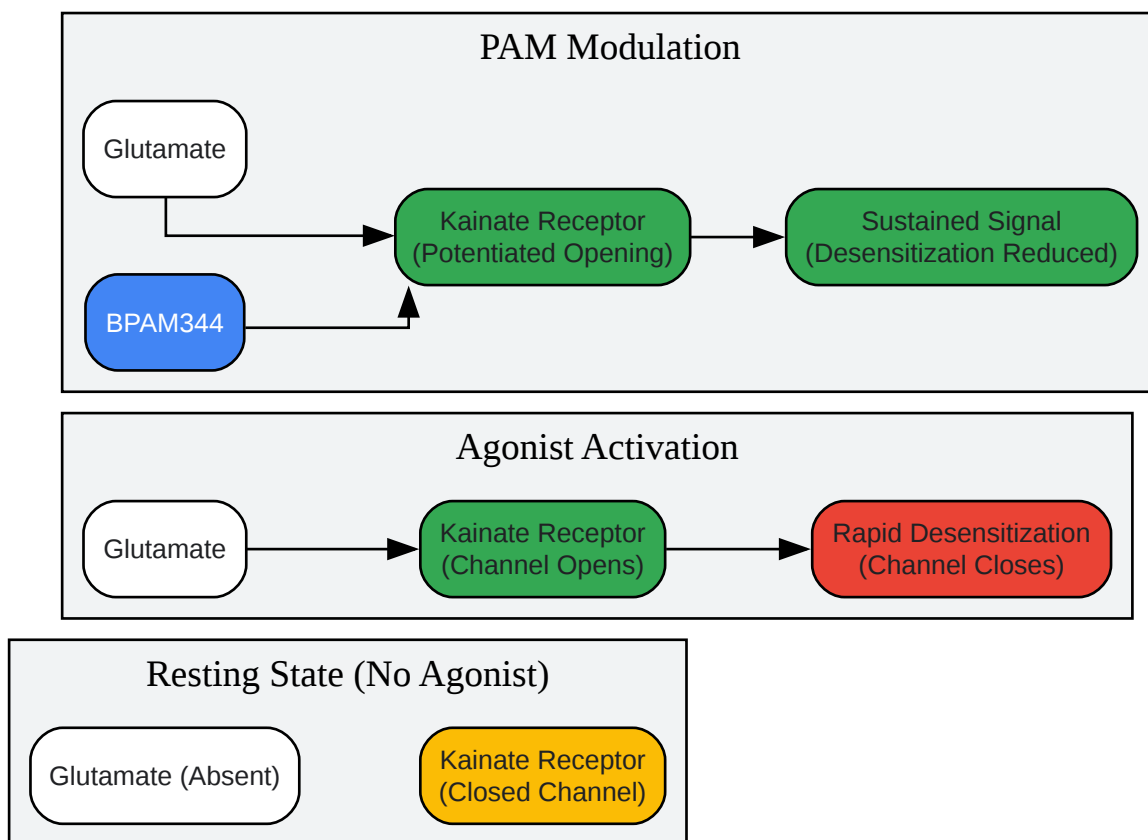 PAM Modulation
Glutamate
Kainate Receptor
(Potentiated Opening)
Sustained Signal
(Desensitization Reduced)
BPAM344
Agonist Activation
Glutamate
Kainate Receptor
(Channel Opens)
Rapid Desensitization
(Channel Closes)
Resting State (No Agonist)
Glutamate (Absent)
Kainate Receptor
(Closed Channel)